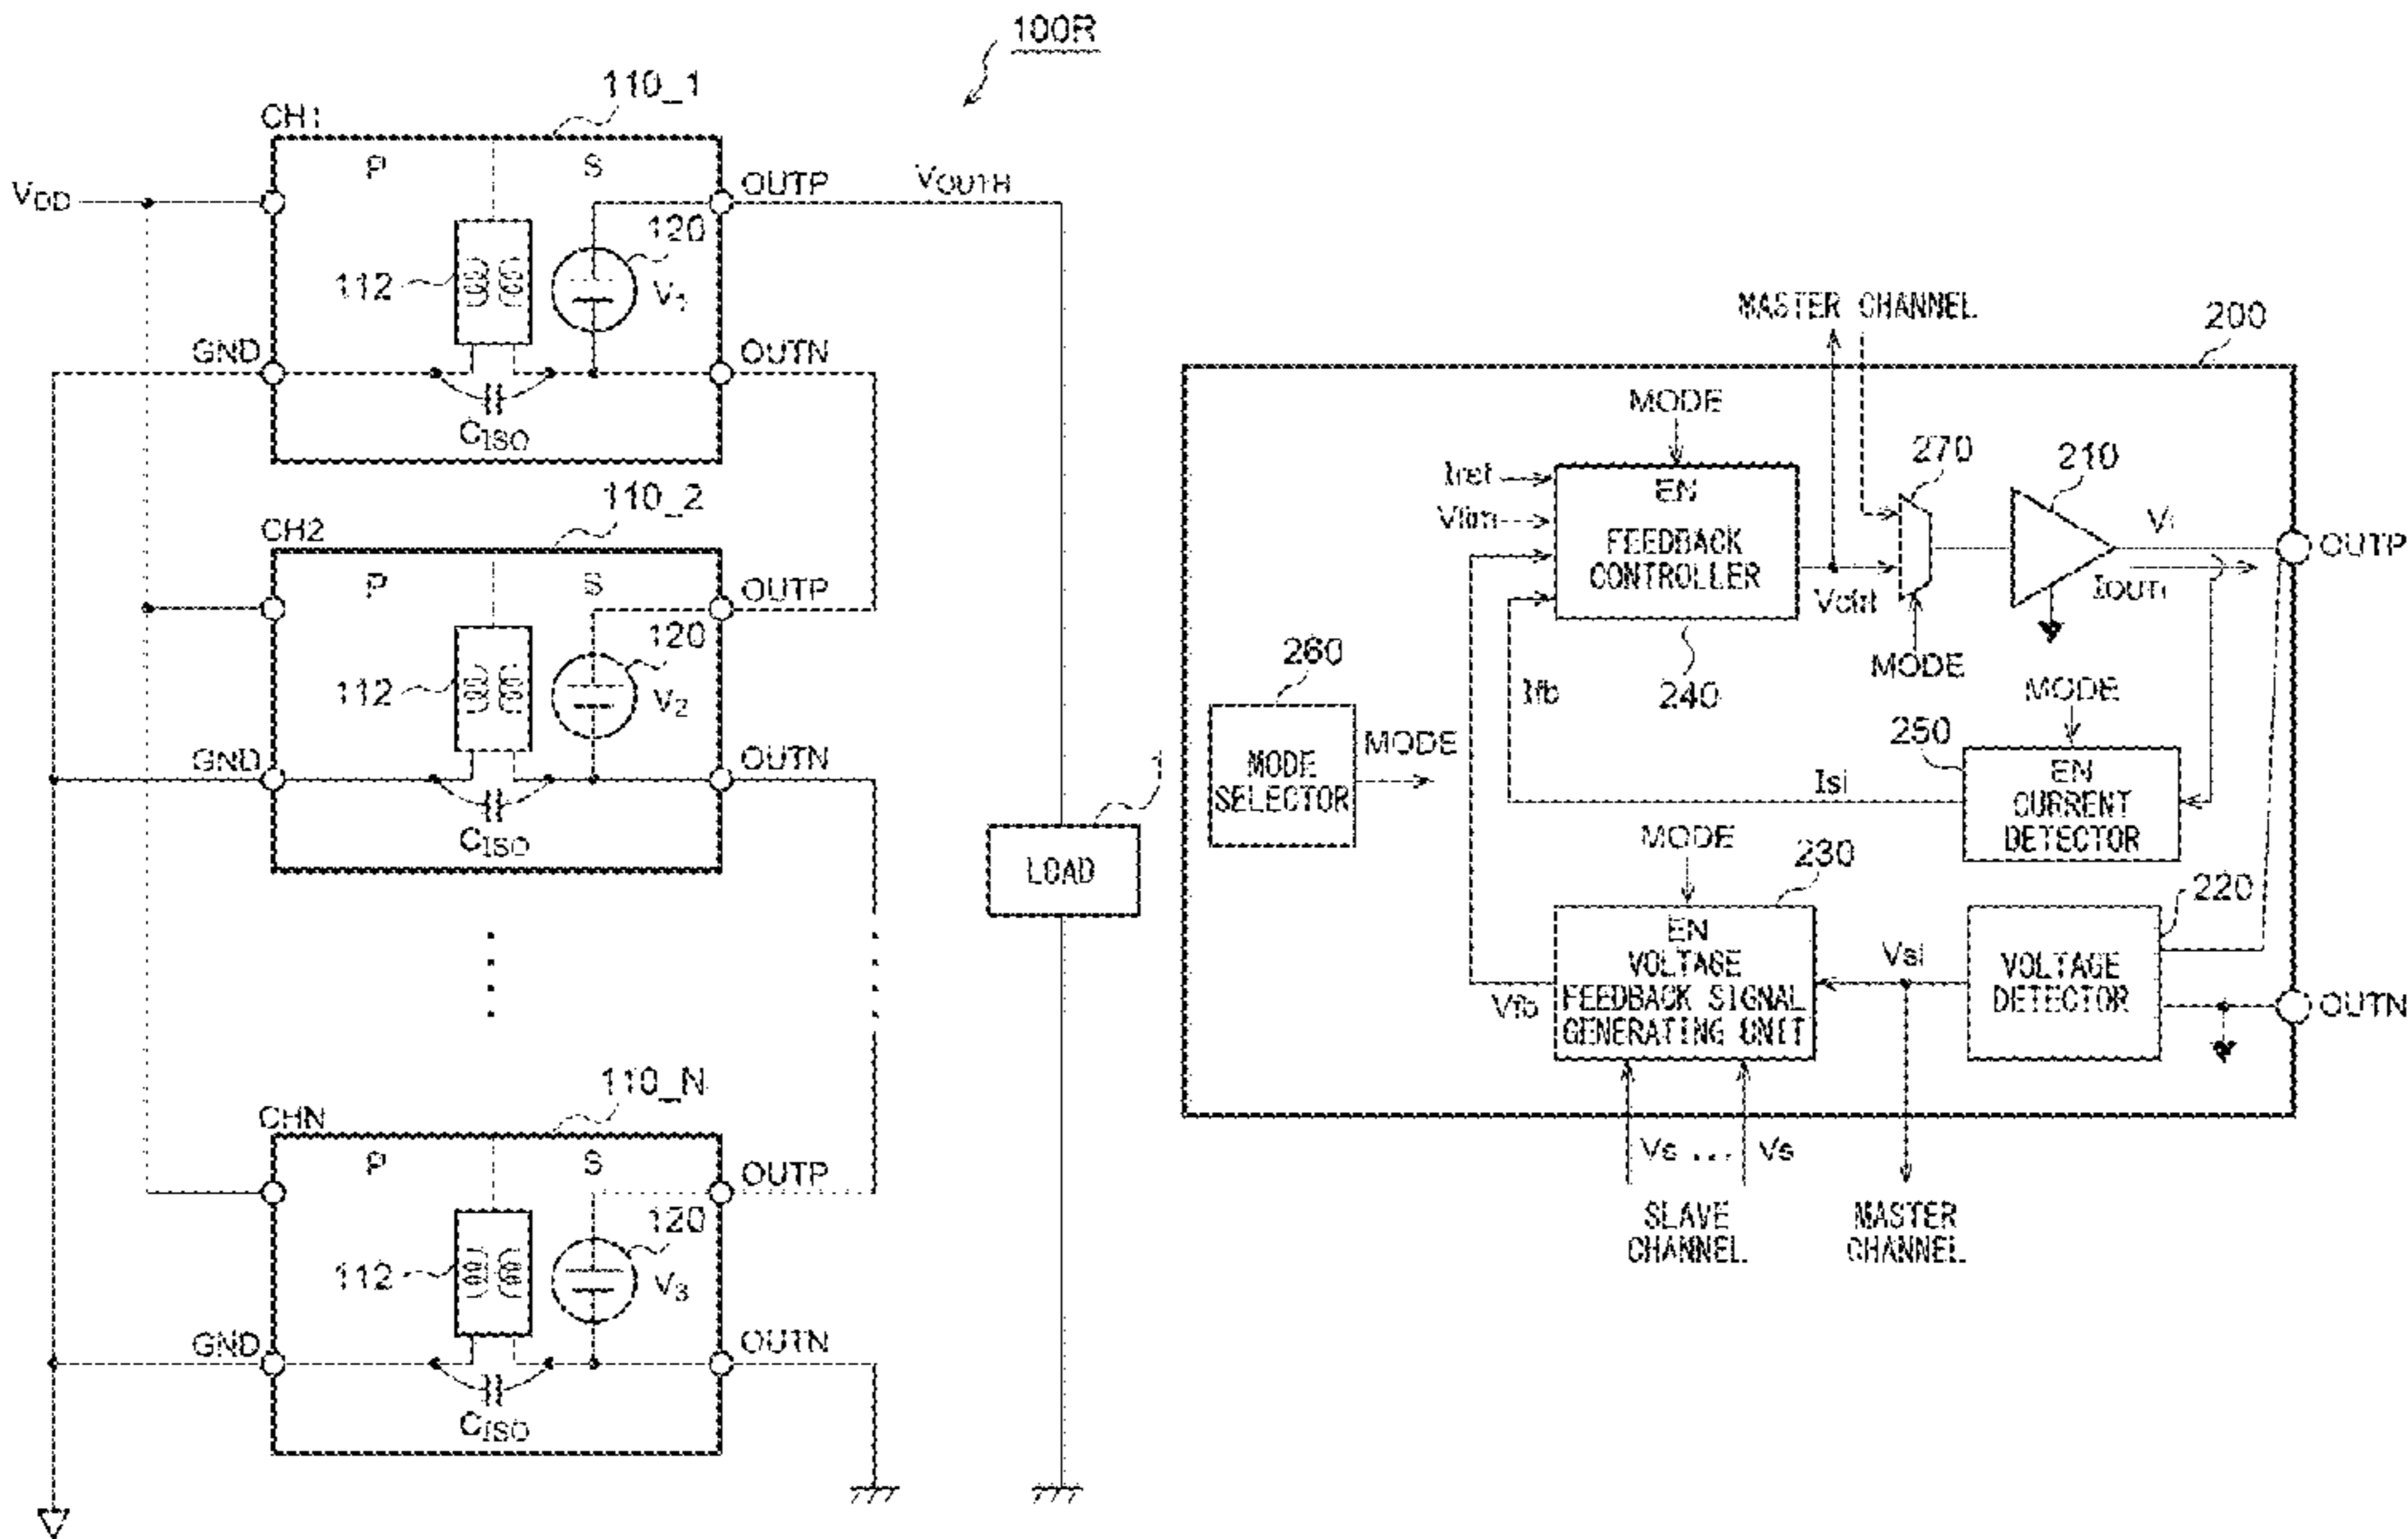 100R
110_1
CH1
P
S
VDD
OUTP
VOUTH
120
112
V1
GND
OUTN
CISO
110_2
CH2
P
S
OUTP
120
112
V2
GND
OUTN
CISO
LOAD
1
110_N
CHN
P
S
OUTP
120
112
V3
GND
OUTN
CISO
MASTER CHANNEL
200
MODE
270
210
Iref
Vlim
EN
FEEDBACK
CONTROLLER
Vctrl
Vi
OUTP
IOUTi
MODE
240
260
Ifb
MODE
MODE
SELECTOR
MODE
250
EN
CURRENT
DETECTOR
Isi
MODE
230
220
EN
VOLTAGE
FEEDBACK SIGNAL
GENERATING UNIT
Vfb
Vsi
VOLTAGE
DETECTOR
OUTN
Vs ... Vs
SLAVE
CHANNEL
MASTER
CHANNEL